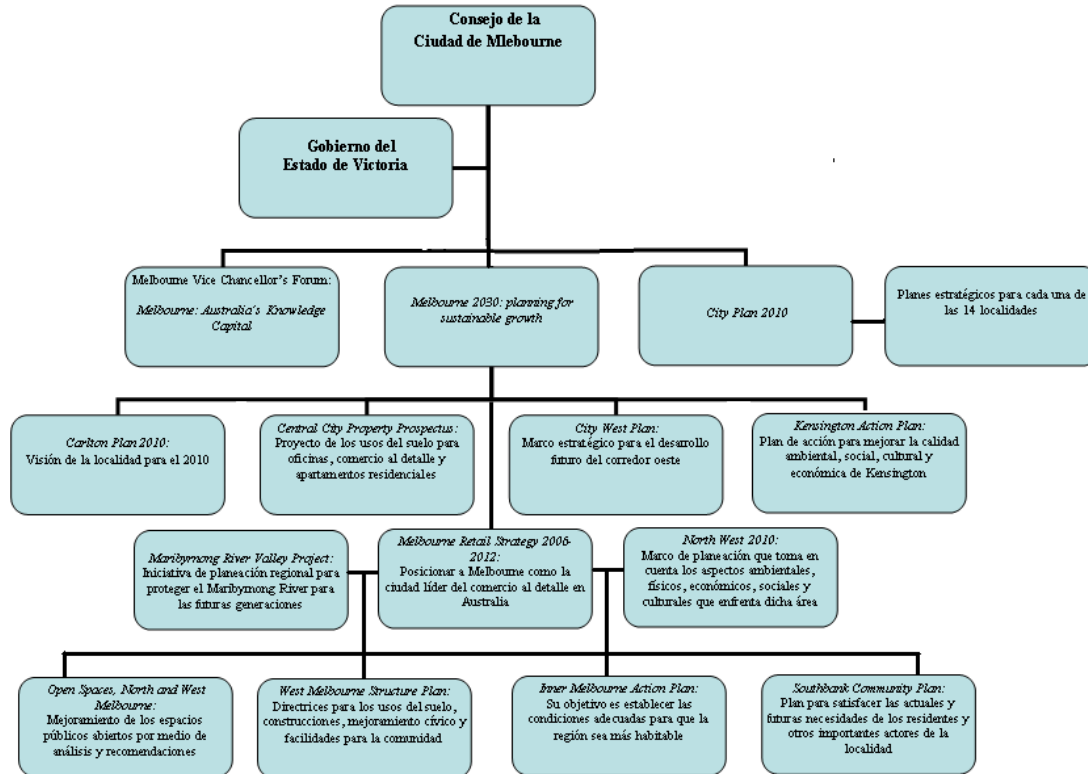 Consejo de la
Ciudad de Mlebourne
Gobierno del
Estado de Victoria
Melbourne Vice Chancellor's Forum:
Melbourne: Australia´s Knowledge
Capital
Melbourne 2030: planning for
sustainable growth
City Plan 2010
Planes estratégicos para cada una de
las 14 localidades
Carlton Plan 2010:
Visión de la localidad para el 2010
Central City Property Prospectus:
Proyecto de los usos del suelo para
oficinas, comercio al detalle y
apartamentos residenciales
City West Plan:
Marco estratégico para el desarrollo
futuro del corredor oeste
Kensington Action Plan:
Plan de acción para mejorar la calidad
ambiental, social, cultural y
económica de Kensington
Maribyrnong River Valley Project:
Iniciativa de planeación regional para
proteger el Maribyrnong River para
las futuras generaciones
Melbourne Retail Strategy 2006-
2012:
Posicionar a Melbourne como la
ciudad líder del comercio al detalle en
Australia
North West 2010:
Marco de planeación que toma en
cuenta los aspectos ambientales,
físicos, económicos, sociales y
culturales que enfrenta dicha área
Open Spaces, North and West
Melbourne:
Mejoramiento de los espacios
públicos abiertos por medio de
análisis y recomendaciones
West Melbourne Structure Plan:
Directrices para los usos del suelo,
construcciones, mejoramiento cívico y
facilidades para la comunidad
Inner Melbourne Action Plan:
Su objetivo es establecer las
condiciones adecuadas para que la
región sea más habitable
Southbank Community Plan:
Plan para satisfacer las actuales y
futuras necesidades de los residentes y
otros importantes actores de la
localidad